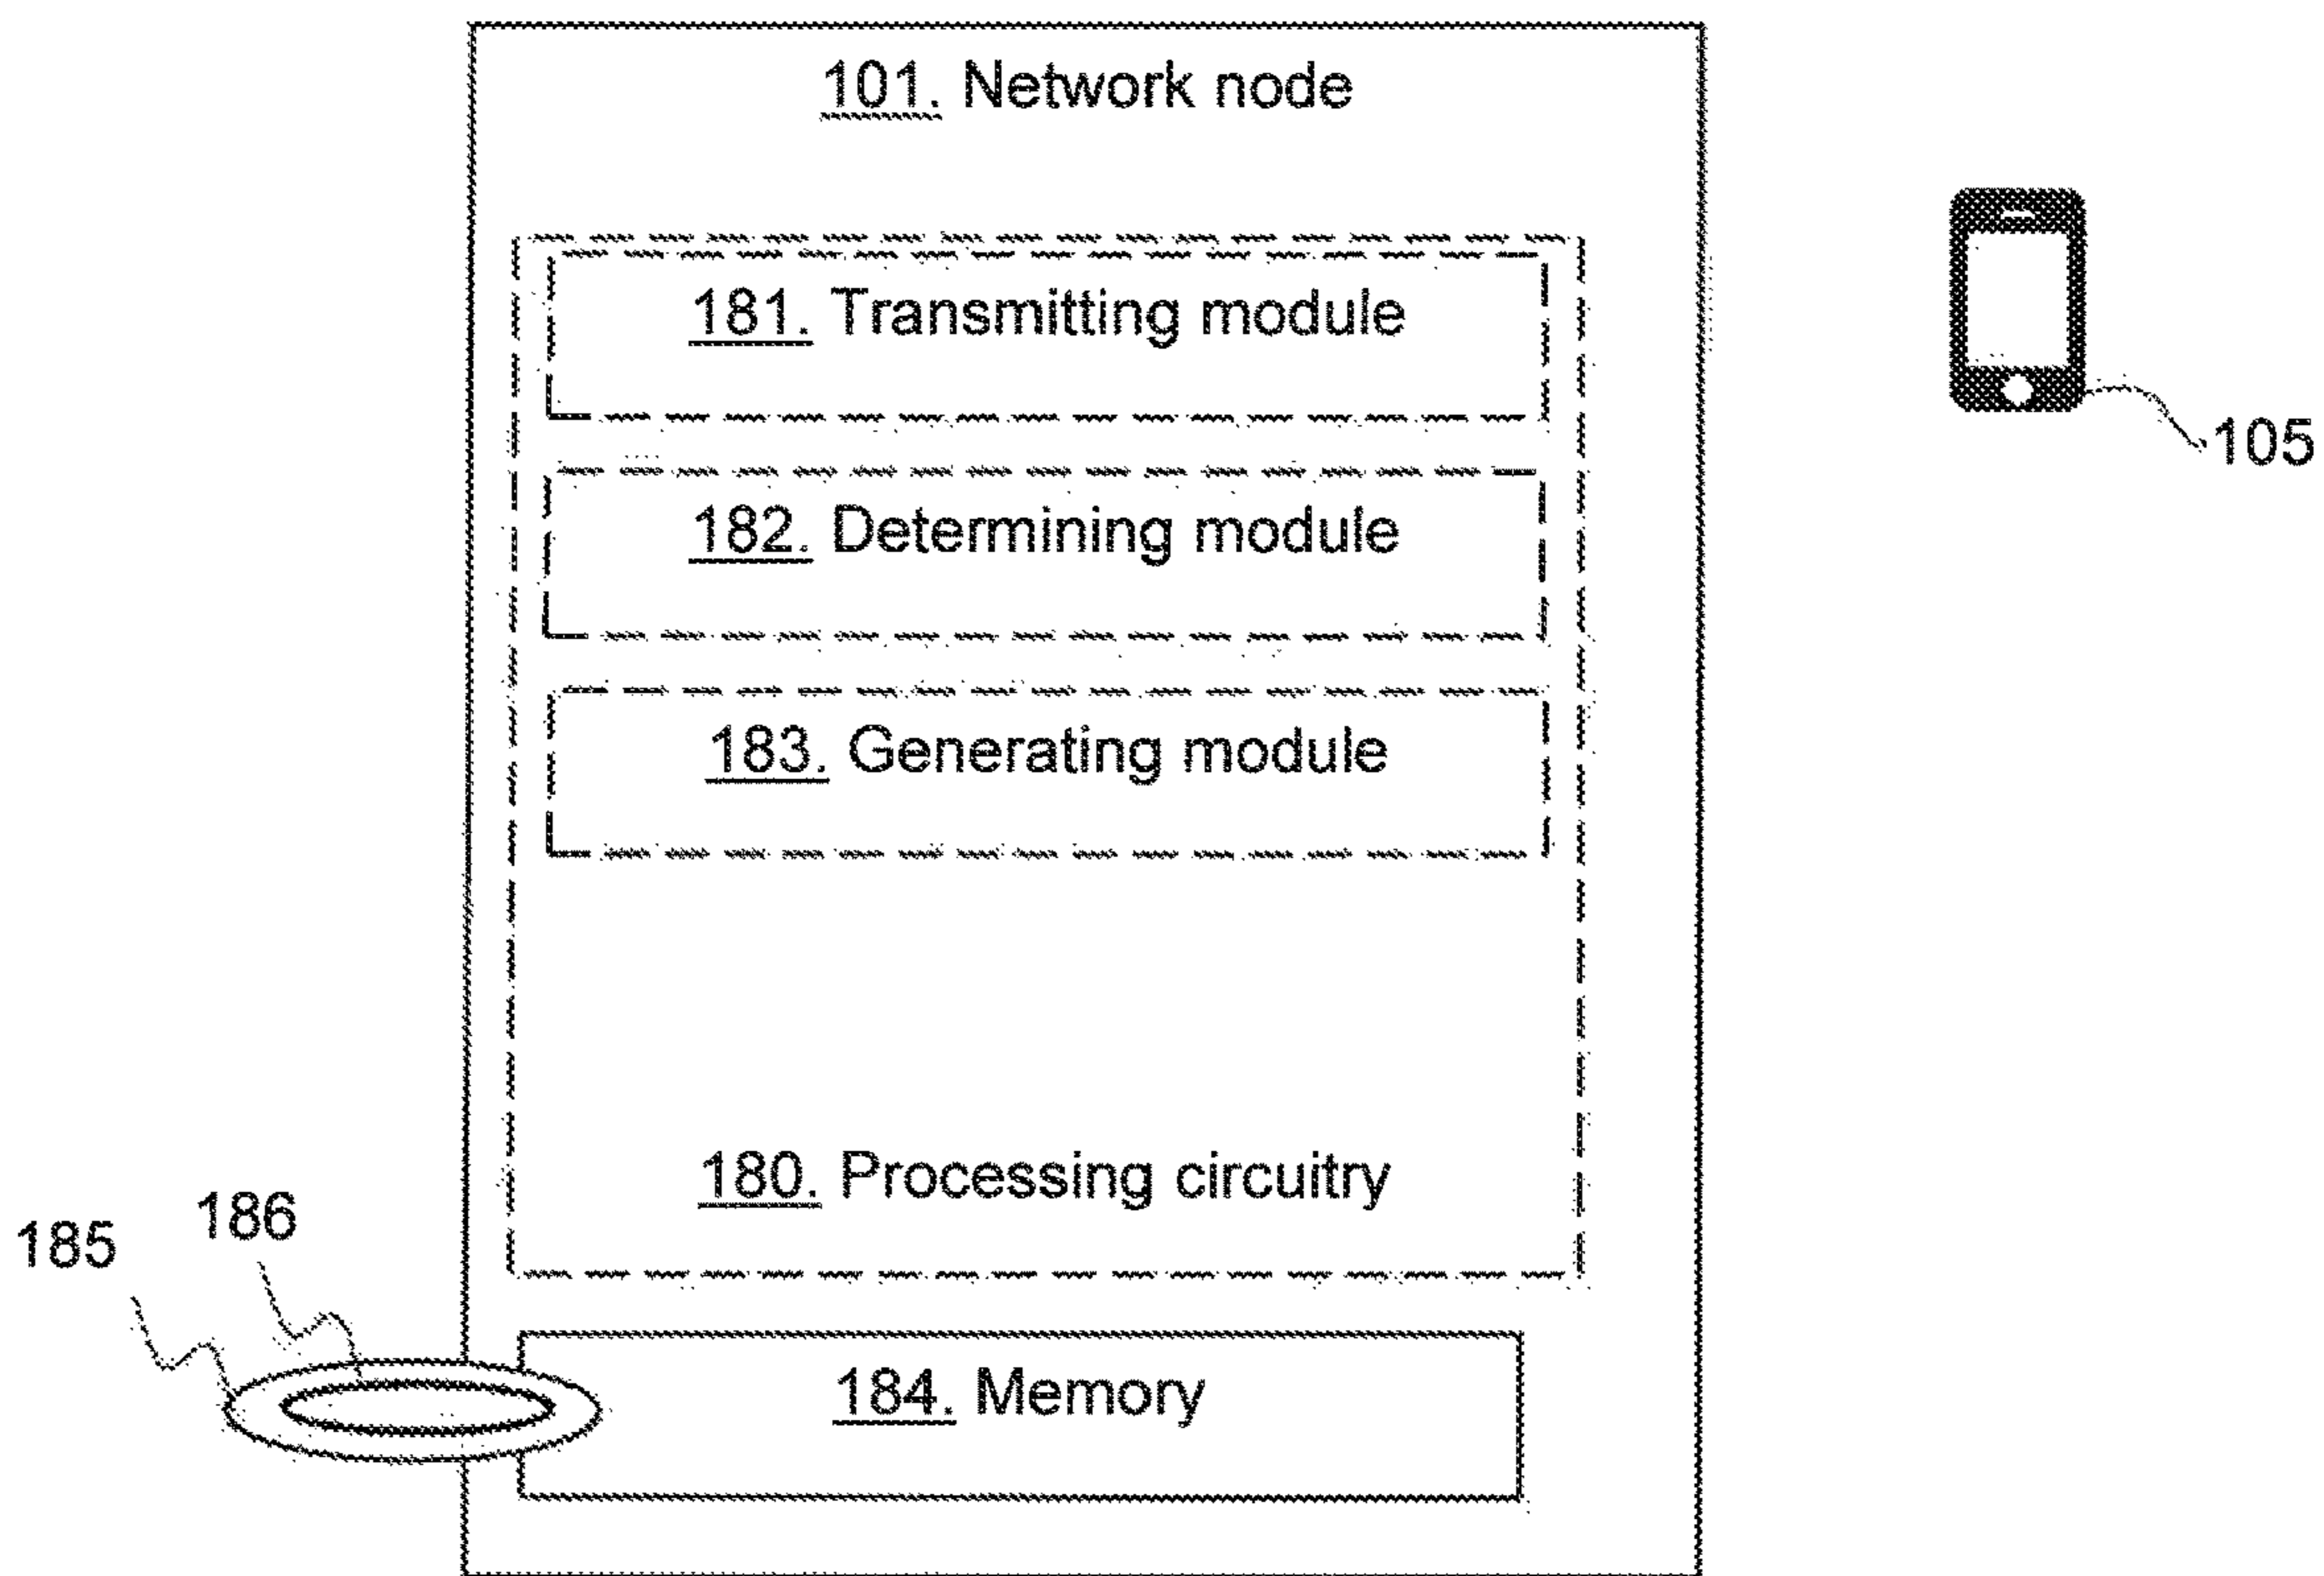 101. Network node
181. Transmitting module
105
182. Determining module
183. Generating module
180. Processing circuitry
186
185
184. Memory